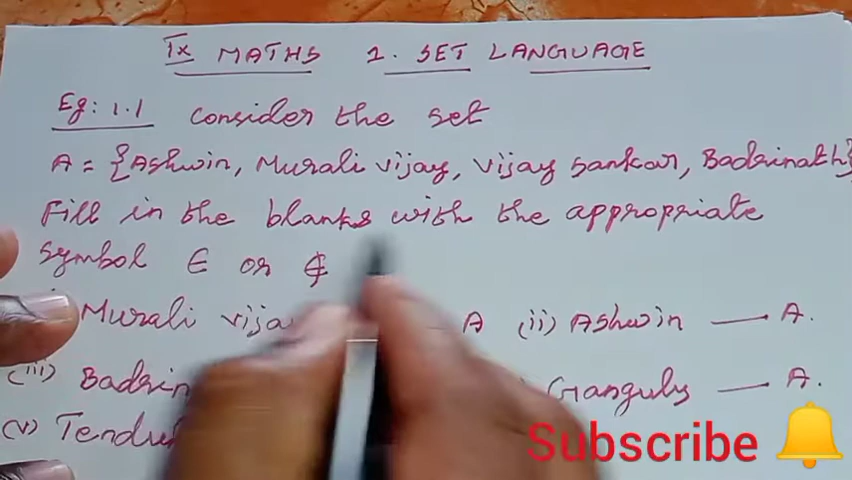 IX MATHS 1. SET LANGUAGE
Eg: 1.1 Consider the set
A = {Ashwin, Murali vijay, Vijay Sankar, Badrinath}
Fill in the blanks with the appropriate
symbol ∈ or ∉
Murali A (ii) Ashwin — A.
(iii) Ganguly — A.
(v)
Subscribe